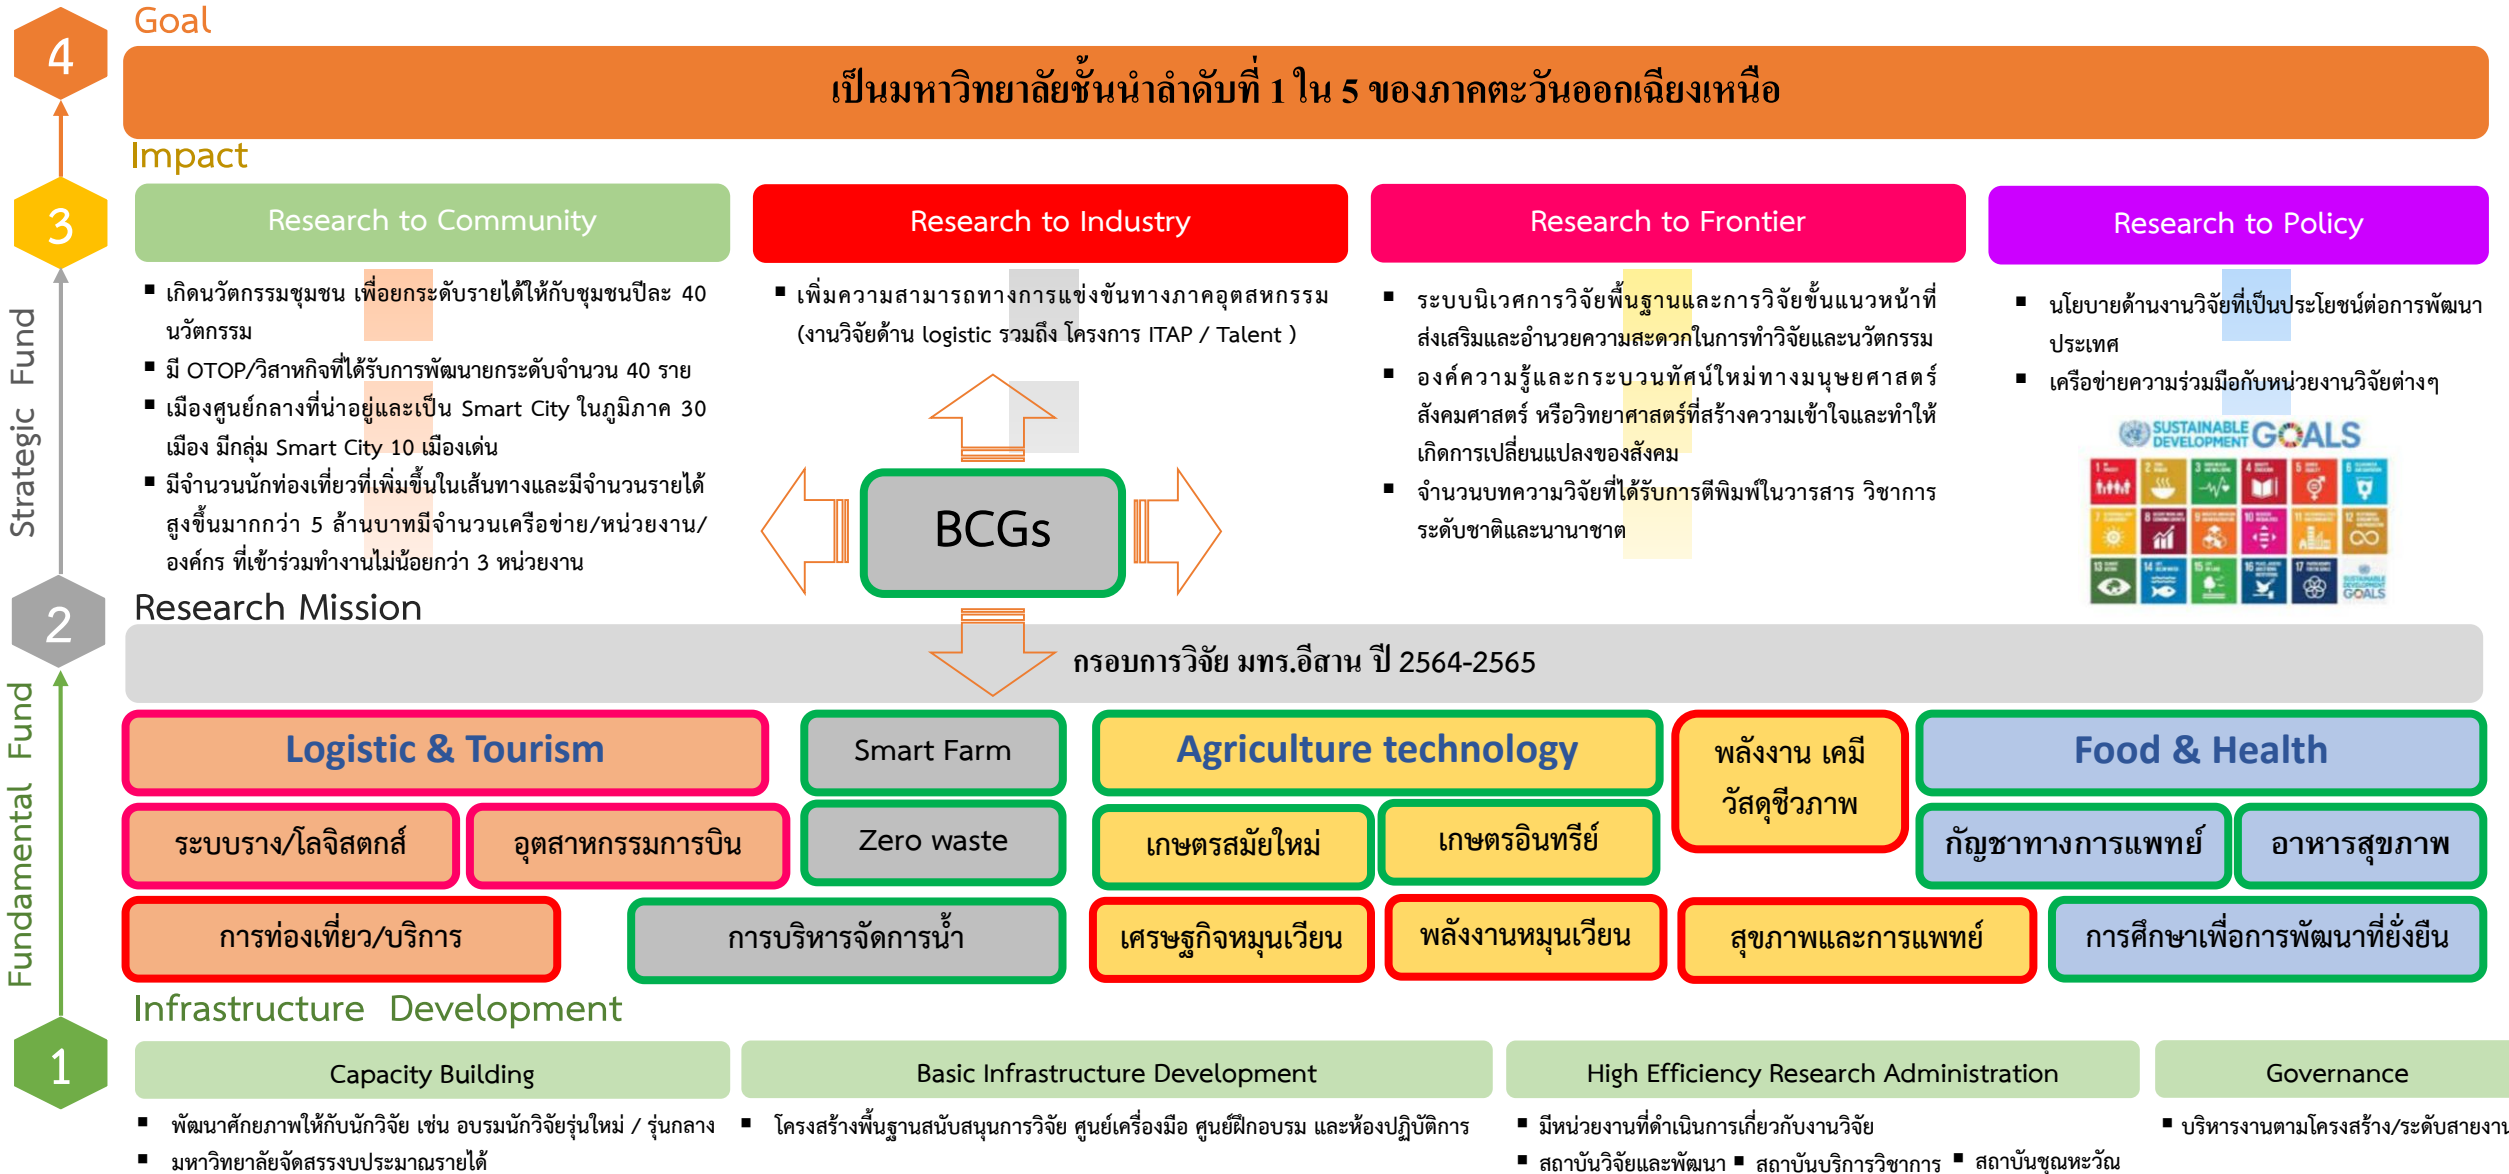 Goal
4
เป็นมหาวิทยาลัยชั้นนำลำดับที่ 1 ใน 5 ของภาคตะวันออกเฉียงเหนือ
Impact
3
Research to Community
Research to Industry
Research to Frontier
Research to Policy
▪ เกิดนวัตกรรมชุมชน เพื่อยกระดับรายได้ให้กับชุมชนปีละ 40
นวัตกรรม
▪ มี OTOP/วิสาหกิจที่ได้รับการพัฒนายกระดับจำนวน 40 ราย
▪ เมืองศูนย์กลางที่น่าอยู่และเป็น Smart City ในภูมิภาค 30
เมือง มีกลุ่ม Smart City 10 เมืองเด่น
▪ มีจำนวนนักท่องเที่ยวที่เพิ่มขึ้นในเส้นทางและมีจำนวนรายได้
สูงขึ้นมากกว่า 5 ล้านบาทมีจำนวนเครือข่าย/หน่วยงาน/
องค์กร ที่เข้าร่วมทำงานไม่น้อยกว่า 3 หน่วยงาน
▪ เพิ่มความสามารถทางการแข่งขันทางภาคอุตสหกรรม
(งานวิจัยด้าน logistic รวมถึง โครงการ ITAP / Talent )
▪ ระบบนิเวศการวิจัยพื้นฐานและการวิจัยขั้นแนวหน้าที่
ส่งเสริมและอำนวยความสะดวกในการทำวิจัยและนวัตกรรม
▪ องค์ความรู้และกระบวนทัศน์ใหม่ทางมนุษยศาสตร์
สังคมศาสตร์ หรือวิทยาศาสตร์ที่สร้างความเข้าใจและทำให้
เกิดการเปลี่ยนแปลงของสังคม
▪ จำนวนบทความวิจัยที่ได้รับการตีพิมพ์ในวารสาร วิชาการ
ระดับชาติและนานาชาต
▪ นโยบายด้านงานวิจัยที่เป็นประโยชน์ต่อการพัฒนา
ประเทศ
▪ เครือข่ายความร่วมมือกับหน่วยงานวิจัยต่างๆ
SUSTAINABLE
DEVELOPMENT GOALS
1 2 3 4 5 6
7 8 9 10 11 12
13 14 15 16 17
SUSTAINABLE
DEVELOPMENT
GOALS
BCGs
Strategic Fund
Research Mission
2
กรอบการวิจัย มทร.อีสาน ปี 2564-2565
Fundamental Fund
Logistic & Tourism
Smart Farm
Agriculture technology
พลังงาน เคมี
วัสดุชีวภาพ
Food & Health
ระบบราง/โลจิสตกส์
อุตสาหกรรมการบิน
Zero waste
เกษตรสมัยใหม่
เกษตรอินทรีย์
กัญชาทางการแพทย์
อาหารสุขภาพ
การท่องเที่ยว/บริการ
การบริหารจัดการน้ำ
เศรษฐกิจหมุนเวียน
พลังงานหมุนเวียน
สุขภาพและการแพทย์
การศึกษาเพื่อการพัฒนาที่ยั่งยืน
Infrastructure Development
1
Capacity Building
Basic Infrastructure Development
High Efficiency Research Administration
Governance
▪ พัฒนาศักยภาพให้กับนักวิจัย เช่น อบรมนักวิจัยรุ่นใหม่ / รุ่นกลาง
▪ มหาวิทยาลัยจัดสรรงบประมาณรายได้
▪ โครงสร้างพื้นฐานสนับสนุนการวิจัย ศูนย์เครื่องมือ ศูนย์ฝึกอบรม และห้องปฏิบัติการ
▪ มีหน่วยงานที่ดำเนินการเกี่ยวกับงานวิจัย
▪ สถาบันวิจัยและพัฒนา ▪ สถาบันบริการวิชาการ ▪ สถาบันชุณหะวัณ
▪ บริหารงานตามโครงสร้าง/ระดับสายงาน